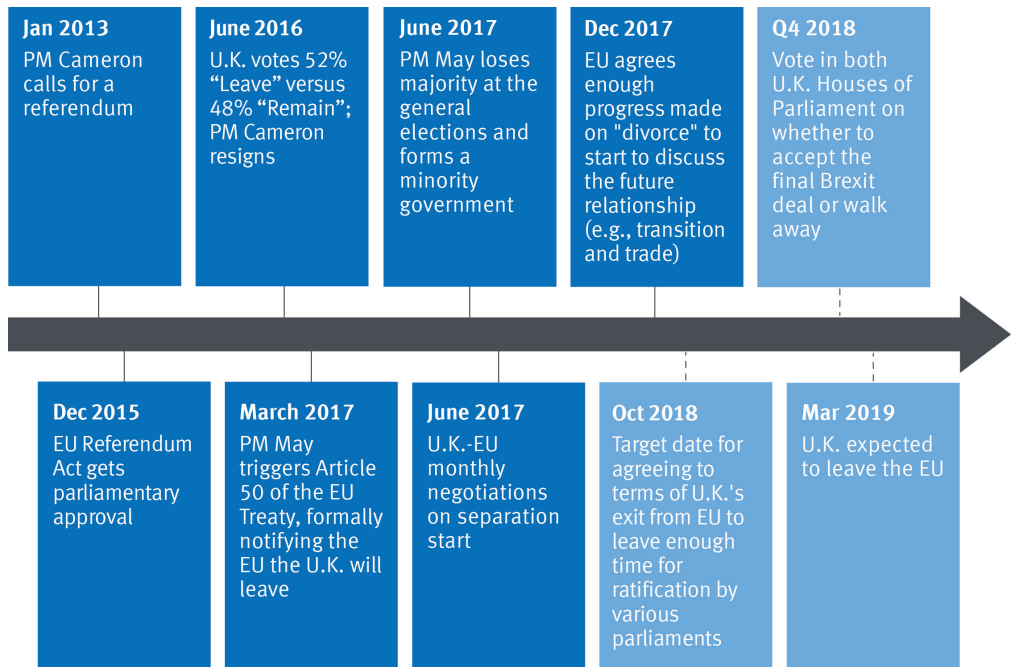 Jan 2013
PM Cameron
calls for a
referendum
June 2016
U.K. votes 52%
“Leave” versus
48% “Remain”;
PM Cameron
resigns
June 2017
PM May loses
majority at the
general
elections and
forms a
minority
government
Dec 2017
EU agrees
enough
progress made
on "divorce" to
start to discuss
the future
relationship
(e.g., transition
and trade)
Q4 2018
Vote in both
U.K. Houses of
Parliament on
whether to
accept the
final Brexit
deal or walk
away
Dec 2015
EU Referendum
Act gets
parliamentary
approval
March 2017
PM May
triggers Article
50 of the EU
Treaty, formally
notifying the
EU the U.K. will
leave
June 2017
U.K.-EU
monthly
negotiations
on separation
start
Oct 2018
Target date for
agreeing to
terms of U.K.'s
exit from EU to
leave enough
time for
ratification by
various
parliaments
Mar 2019
U.K. expected
to leave the EU